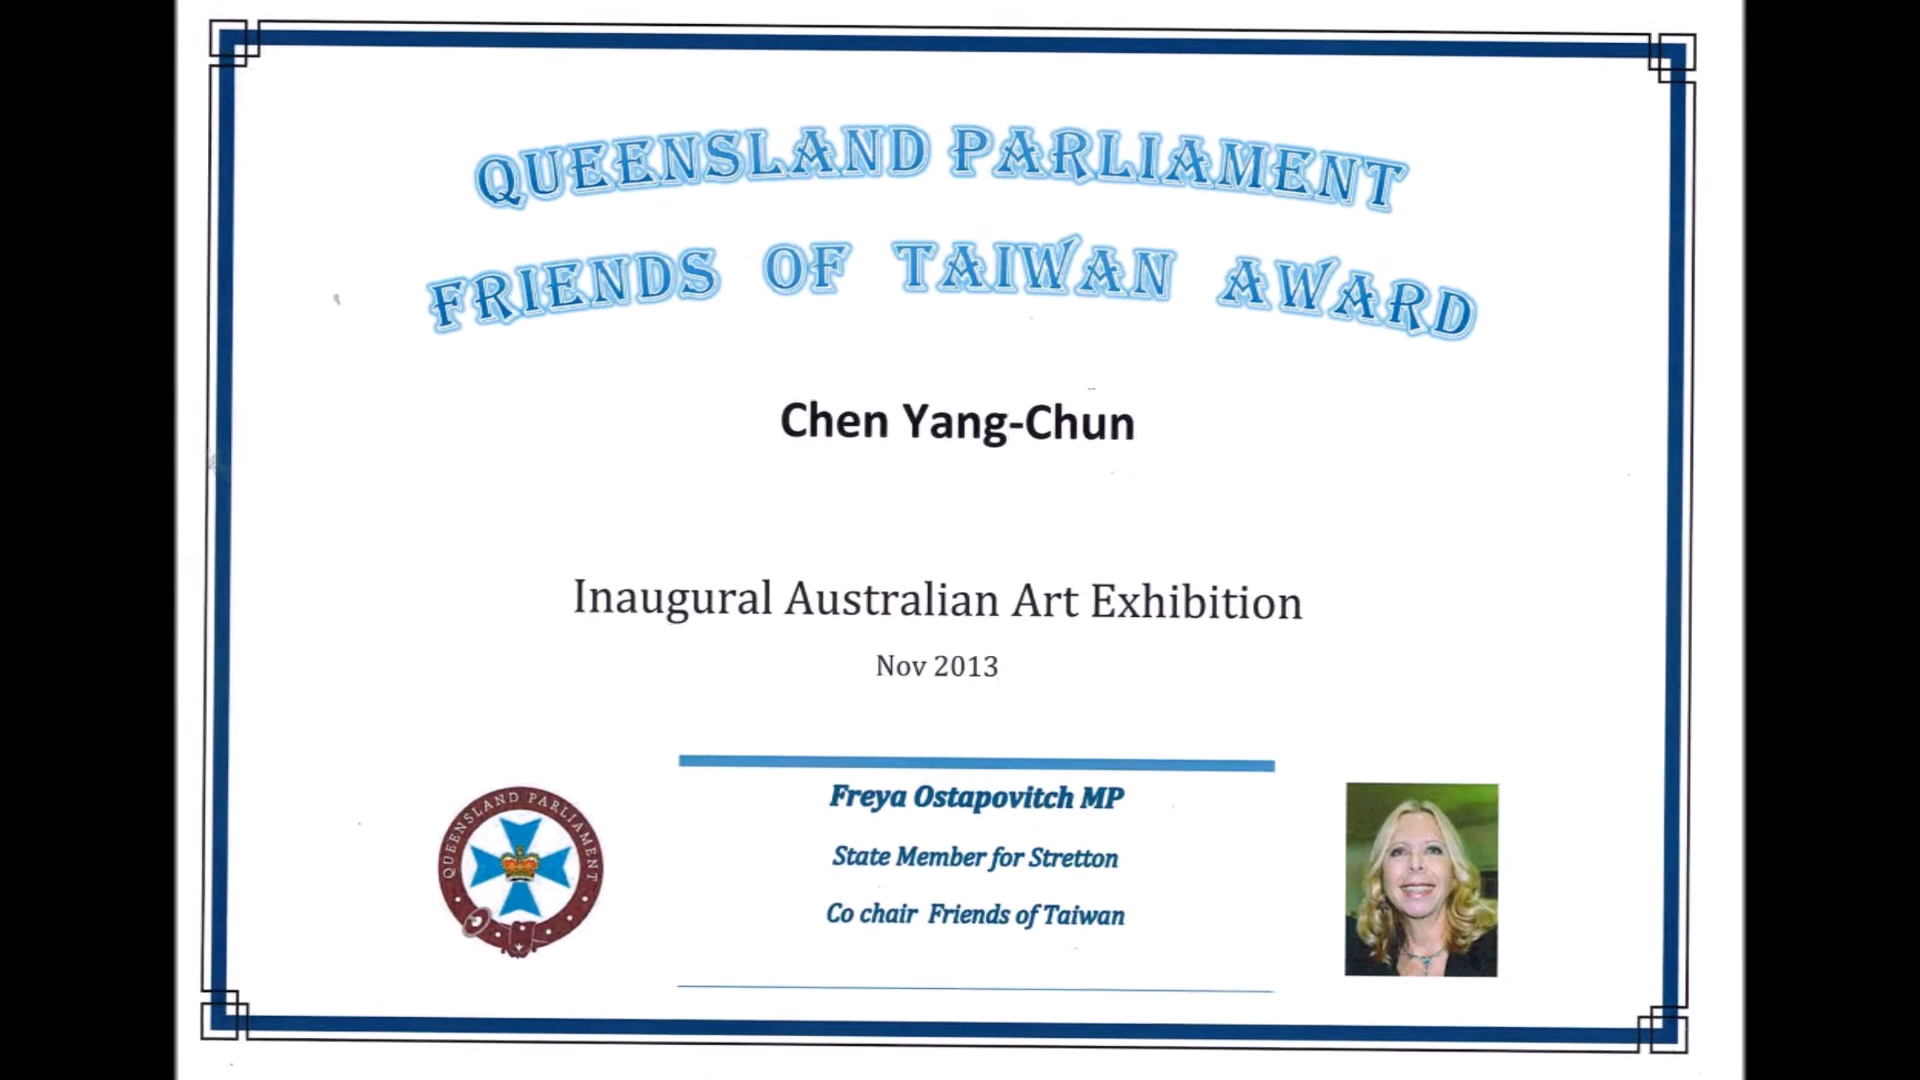 QUEENSLAND PARLIAMENT
FRIENDS OF TAIWAN AWARD
Chen Yang-Chun
Inaugural Australian Art Exhibition
Nov 2013
Freya Ostapovitch MP
State Member for Stretton
Co chair Friends of Taiwan
QUEENSLAND PARLIAMENT